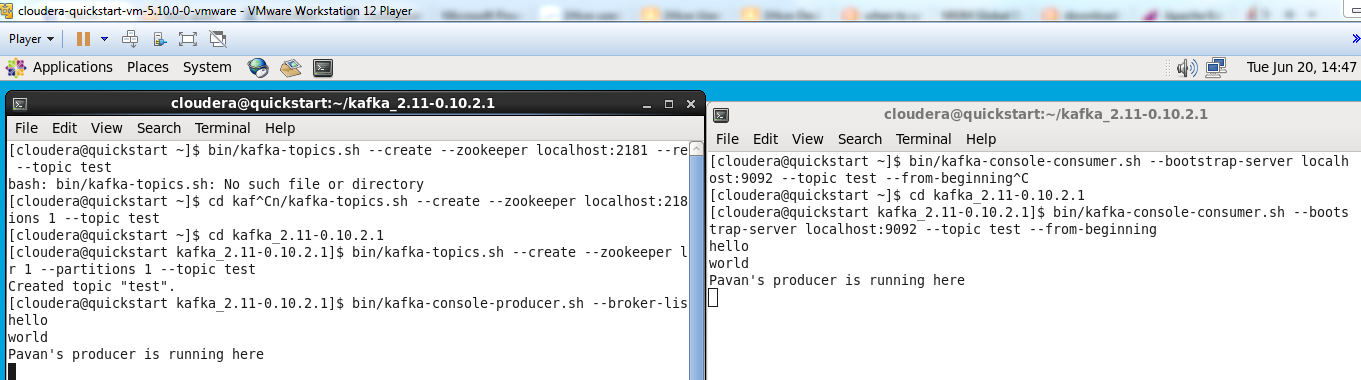 cloudera-quickstart-vm-5.10.0-0-vmware - VMware Workstation 12 Player
Player
Applications Places System
Tue Jun 20, 14:47
cloudera@quickstart:~/kafka_2.11-0.10.2.1
File Edit View Search Terminal Help
[cloudera@quickstart ~]$ bin/kafka-topics.sh --create --zookeeper localhost:2181 --re
--topic test
bash: bin/kafka-topics.sh: No such file or directory
[cloudera@quickstart ~]$ cd kaf^Cn/kafka-topics.sh --create --zookeeper localhost:218
ions 1 --topic test
[cloudera@quickstart ~]$ cd kafka_2.11-0.10.2.1
[cloudera@quickstart kafka_2.11-0.10.2.1]$ bin/kafka-topics.sh --create --zookeeper l
r 1 --partitions 1 --topic test
Created topic "test".
[cloudera@quickstart kafka_2.11-0.10.2.1]$ bin/kafka-console-producer.sh --broker-lis
hello
world
Pavan's producer is running here
cloudera@quickstart:~/kafka_2.11-0.10.2.1
File Edit View Search Terminal Help
[cloudera@quickstart ~]$ bin/kafka-console-consumer.sh --bootstrap-server localh
ost:9092 --topic test --from-beginning^C
[cloudera@quickstart ~]$ cd kafka_2.11-0.10.2.1
[cloudera@quickstart kafka_2.11-0.10.2.1]$ bin/kafka-console-consumer.sh --boots
trap-server localhost:9092 --topic test --from-beginning
hello
world
Pavan's producer is running here